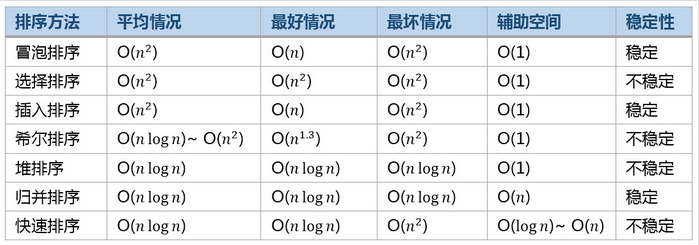 排序方法 平均情况 最好情况 最坏情况 辅助空间 稳定性
冒泡排序 O(n²) O(n) O(n²) O(1) 稳定
选择排序 O(n²) O(n²) O(n²) O(1) 不稳定
插入排序 O(n²) O(n) O(n²) O(1) 稳定
希尔排序 O(n log n)~ O(n²) O(n¹·³) O(n²) O(1) 不稳定
堆排序 O(n log n) O(n log n) O(n log n) O(1) 不稳定
归并排序 O(n log n) O(n log n) O(n log n) O(n) 稳定
快速排序 O(n log n) O(n log n) O(n²) O(log n)~ O(n) 不稳定